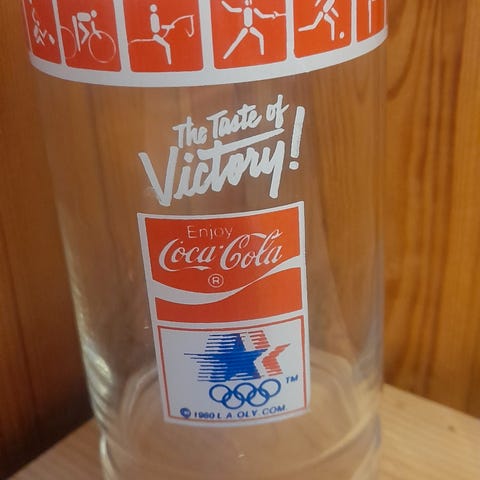 The Taste of
Victory!
Enjoy
Coca-Cola
®
TM
© 1980 L.A. OLY. COM.